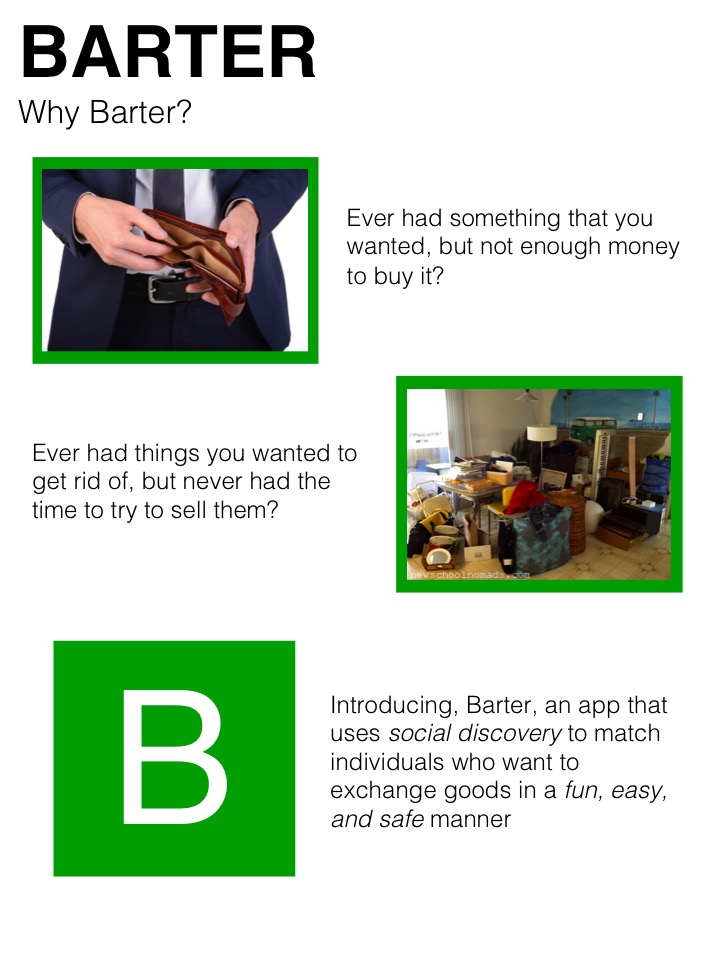 BARTER
Why Barter?
Ever had something that you
wanted, but not enough money
to buy it?
Ever had things you wanted to
get rid of, but never had the
time to try to sell them?
newschoolnomads.com
B
Introducing, Barter, an app that
uses social discovery to match
individuals who want to
exchange goods in a fun, easy,
and safe manner